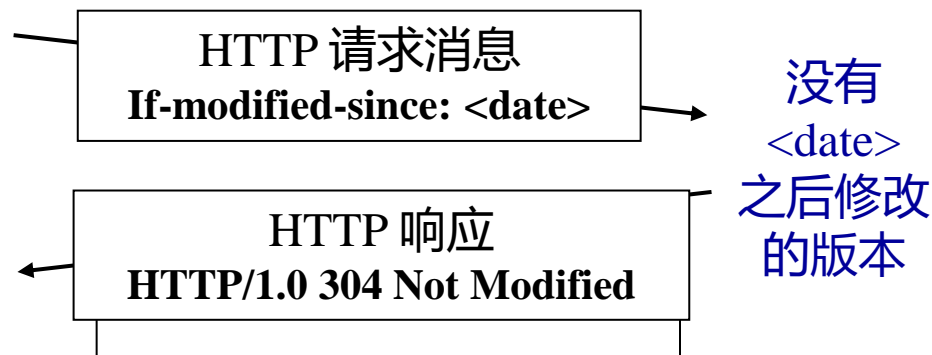 HTTP 请求消息
If-modified-since: <date>
没有
<date>
之后修改
的版本
HTTP 响应
HTTP/1.0 304 Not Modified